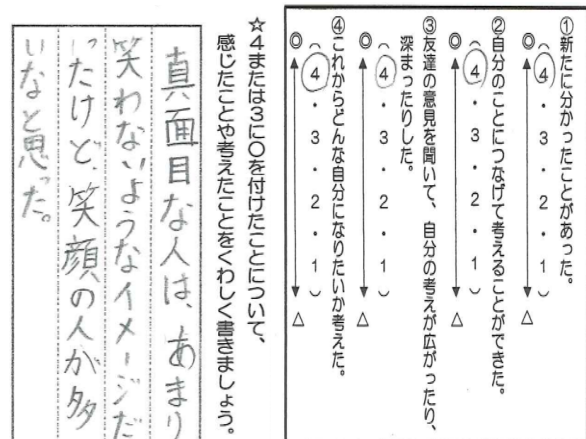 ①新たに分かったことがあった。
◎（４・３・２・１）△
②自分のことにつなげて考えることができた。
◎（４・３・２・１）△
③友達の意見を聞いて、自分の考えが広がったり、
深まったりした。
◎（４・３・２・１）△
④これからどんな自分になりたいか考えた。
◎（４・３・２・１）△
☆４または３に○を付けたことについて、
感じたことや考えたことをくわしく書きましょう。
真面目な人は、あまり
笑わないようなイメージだ
ったけど、笑顔の人が多
いなと思った。